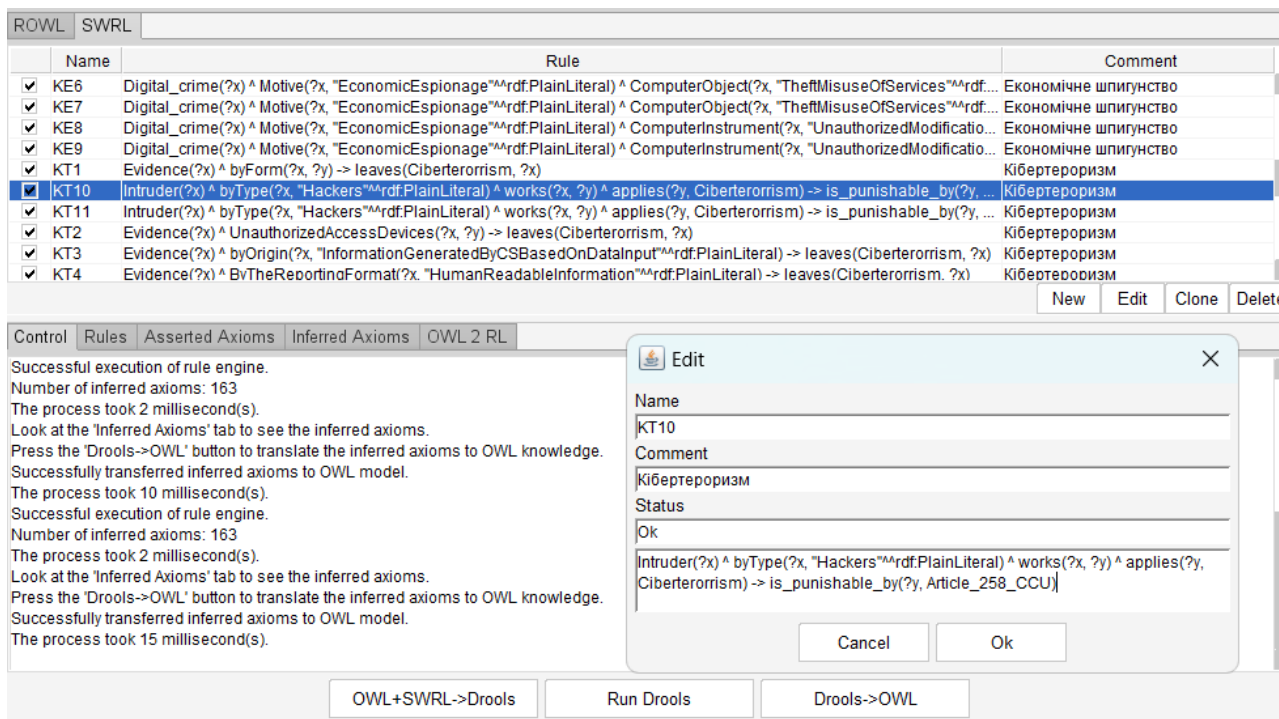 ROWL SWRL
Name Rule Comment
KE6 Digital_crime(?x) ^ Motive(?x, "EconomicEspionage"^^rdf:PlainLiteral) ^ ComputerObject(?x, "TheftMisuseOfServices"^^rdf:... Економічне шпигунство
KE7 Digital_crime(?x) ^ Motive(?x, "EconomicEspionage"^^rdf:PlainLiteral) ^ ComputerObject(?x, "TheftMisuseOfServices"^^rdf:... Економічне шпигунство
KE8 Digital_crime(?x) ^ Motive(?x, "EconomicEspionage"^^rdf:PlainLiteral) ^ ComputerInstrument(?x, "UnauthorizedModificatio... Економічне шпигунство
KE9 Digital_crime(?x) ^ Motive(?x, "EconomicEspionage"^^rdf:PlainLiteral) ^ ComputerInstrument(?x, "UnauthorizedModificatio... Економічне шпигунство
KT1 Evidence(?x) ^ byForm(?x, ?y) -> leaves(Ciberterorrism, ?x) Кібертероризм
KT10 Intruder(?x) ^ byType(?x, "Hackers"^^rdf:PlainLiteral) ^ works(?x, ?y) ^ applies(?y, Ciberterorrism) -> is_punishable_by(?y, ... Кібертероризм
KT11 Intruder(?x) ^ byType(?x, "Hackers"^^rdf:PlainLiteral) ^ works(?x, ?y) ^ applies(?y, Ciberterorrism) -> is_punishable_by(?y, ... Кібертероризм
KT2 Evidence(?x) ^ UnauthorizedAccessDevices(?x, ?y) -> leaves(Ciberterorrism, ?x) Кібертероризм
KT3 Evidence(?x) ^ byOrigin(?x, "InformationGeneratedByCSBasedOnDataInput"^^rdf:PlainLiteral) -> leaves(Ciberterorrism, ?x) Кібертероризм
KT4 Evidence(?x) ^ ByTheReportingFormat(?x, "HumanReadableInformation"^^rdf:PlainLiteral) -> leaves(Ciberterorrism, ?x) Кібертероризм
New Edit Clone Delete
Control Rules Asserted Axioms Inferred Axioms OWL 2 RL
Successful execution of rule engine.
Number of inferred axioms: 163
The process took 2 millisecond(s).
Look at the 'Inferred Axioms' tab to see the inferred axioms.
Press the 'Drools->OWL' button to translate the inferred axioms to OWL knowledge.
Successfully transferred inferred axioms to OWL model.
The process took 10 millisecond(s).
Successful execution of rule engine.
Number of inferred axioms: 163
The process took 2 millisecond(s).
Look at the 'Inferred Axioms' tab to see the inferred axioms.
Press the 'Drools->OWL' button to translate the inferred axioms to OWL knowledge.
Successfully transferred inferred axioms to OWL model.
The process took 15 millisecond(s).
Edit
Name
KT10
Comment
Кібертероризм
Status
Ok
Intruder(?x) ^ byType(?x, "Hackers"^^rdf:PlainLiteral) ^ works(?x, ?y) ^ applies(?y,
Ciberterorrism) -> is_punishable_by(?y, Article_258_CCU)
Cancel Ok
OWL+SWRL->Drools Run Drools Drools->OWL